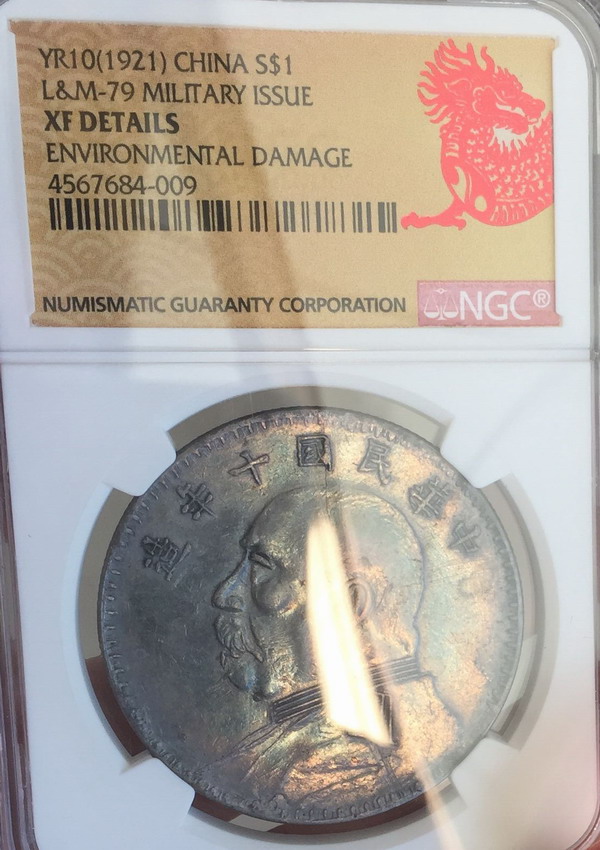 YR10(1921) CHINA S$1
L&M-79 MILITARY ISSUE
XF DETAILS
ENVIRONMENTAL DAMAGE
4567684-009
NUMISMATIC GUARANTY CORPORATION
NGC®
造年十國民華中